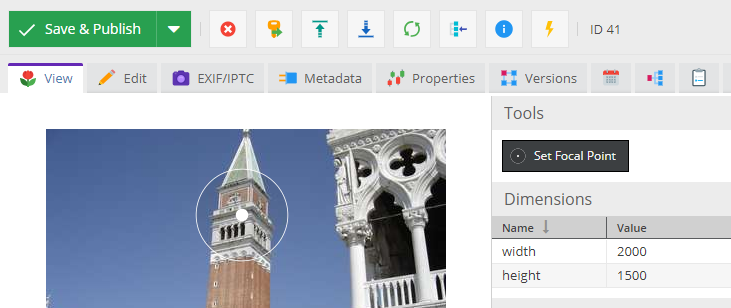 Save & Publish
ID 41
View
Edit
EXIF/IPTC
Metadata
Properties
Versions
Tools
Set Focal Point
Dimensions
Name Value
width 2000
height 1500